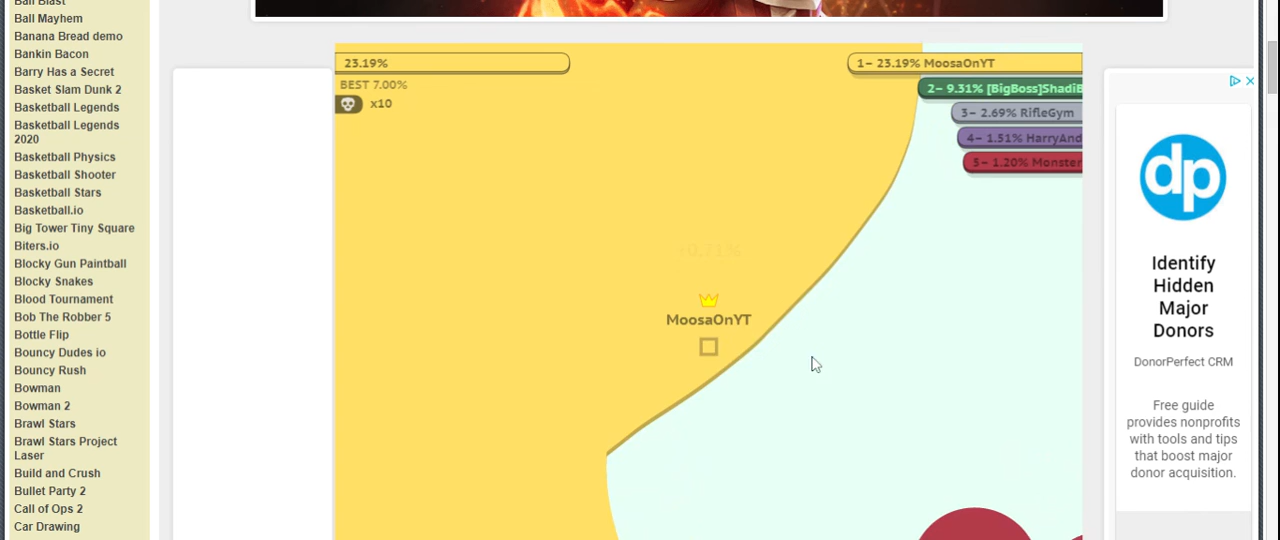 Ball Blast
Ball Mayhem
Banana Bread demo
Bankin Bacon
Barry Has a Secret
Basket Slam Dunk 2
Basketball Legends
Basketball Legends
2020
Basketball Physics
Basketball Shooter
Basketball Stars
Basketball.io
Big Tower Tiny Square
Biters.io
Blocky Gun Paintball
Blocky Snakes
Blood Tournament
Bob The Robber 5
Bottle Flip
Bouncy Dudes io
Bouncy Rush
Bowman
Bowman 2
Brawl Stars
Brawl Stars Project
Laser
Build and Crush
Bullet Party 2
Call of Ops 2
Car Drawing
23.19%
BEST 7.00%
x10
1- 23.19% MoosaOnYT
2- 9.31% [BigBoss]ShadiB
3- 2.69% RifleGym
4- 1.51% HarryAnd
5- 1.20% Monster
+0.71%
MoosaOnYT
dp
Identify
Hidden
Major
Donors
DonorPerfect CRM
Free guide
provides nonprofits
with tools and tips
that boost major
donor acquisition.